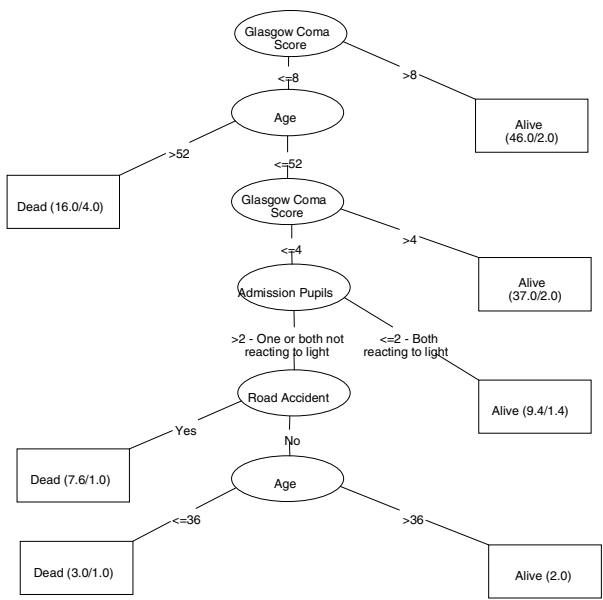 Glasgow Coma
Score
<=8
>8
Age
Alive
(46.0/2.0)
>52
<=52
Dead (16.0/4.0)
Glasgow Coma
Score
<=4
>4
Admission Pupils
Alive
(37.0/2.0)
>2 - One or both not
reacting to light
<=2 - Both
reacting to light
Road Accident
Alive (9.4/1.4)
Yes
No
Dead (7.6/1.0)
Age
<=36
>36
Dead (3.0/1.0)
Alive (2.0)